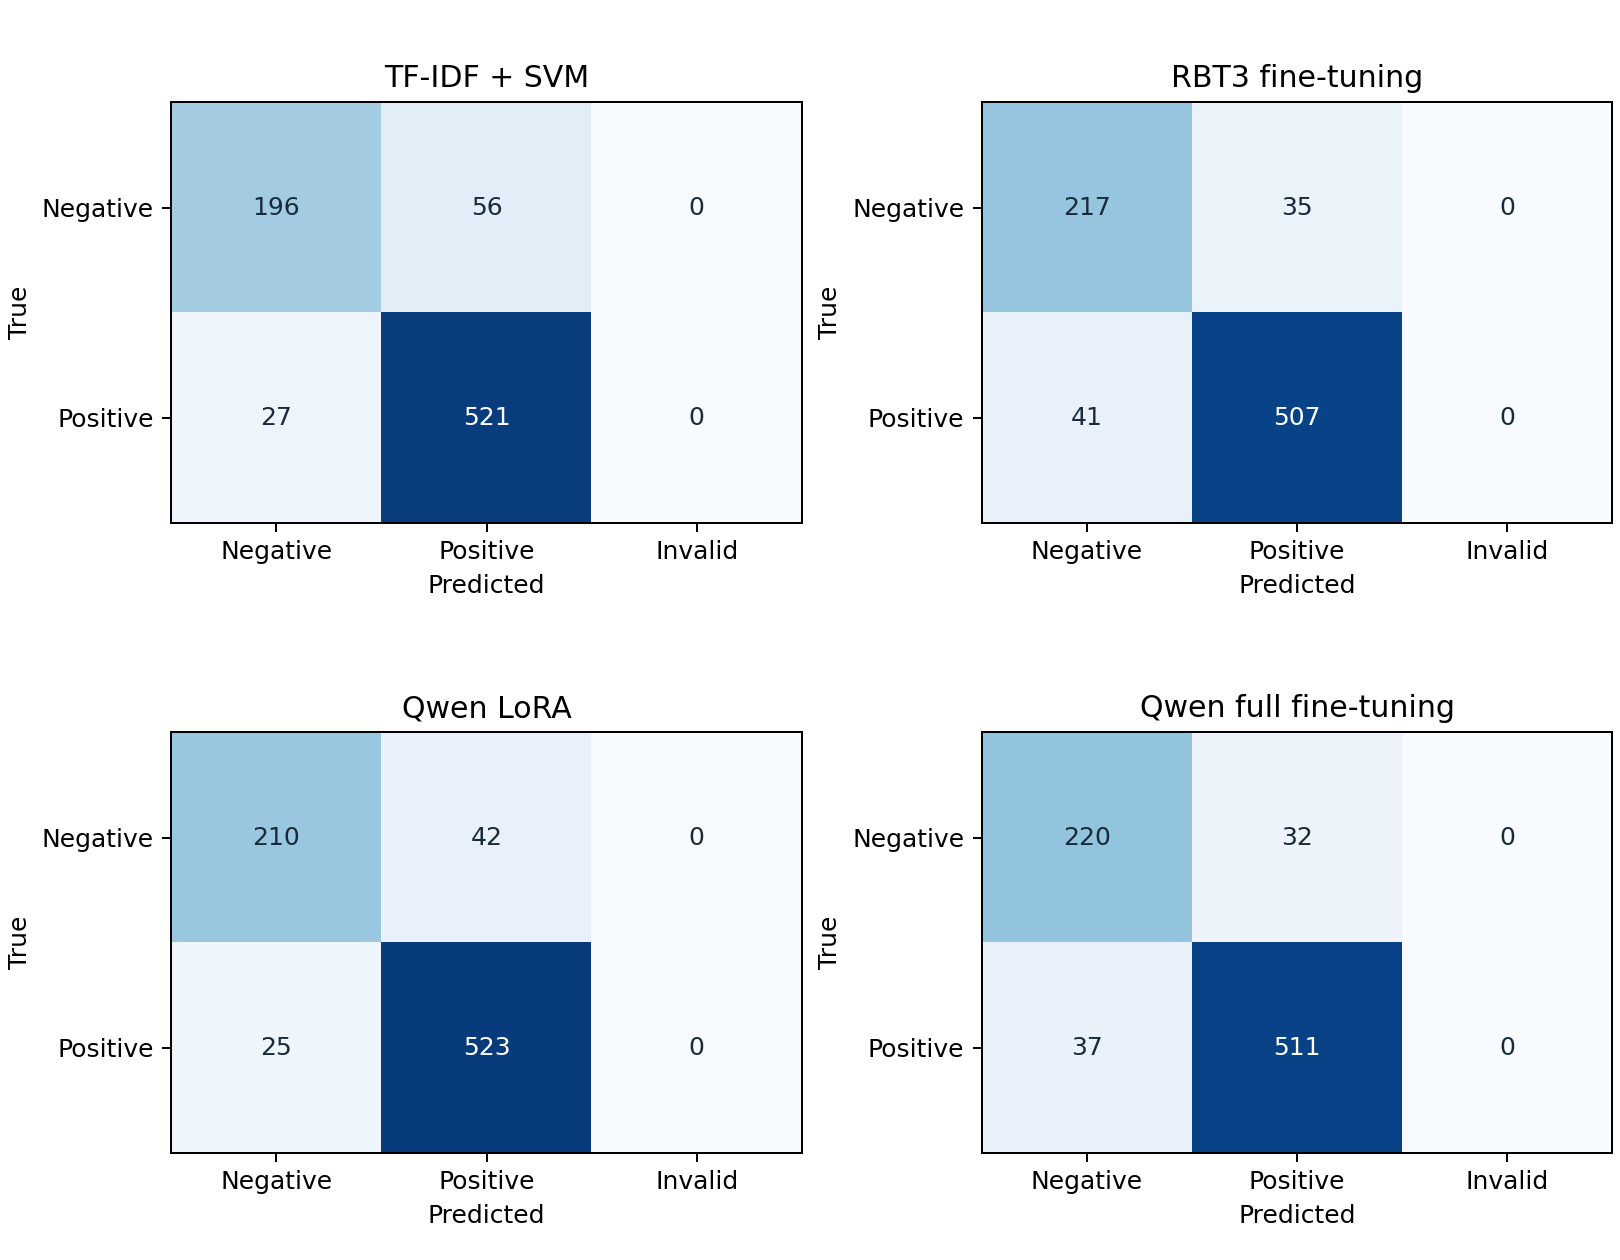 TF-IDF + SVM
True
Negative
196 56 0
Positive
27 521 0
Negative Positive Invalid
Predicted
RBT3 fine-tuning
True
Negative
217 35 0
Positive
41 507 0
Negative Positive Invalid
Predicted
Qwen LoRA
True
Negative
210 42 0
Positive
25 523 0
Negative Positive Invalid
Predicted
Qwen full fine-tuning
True
Negative
220 32 0
Positive
37 511 0
Negative Positive Invalid
Predicted